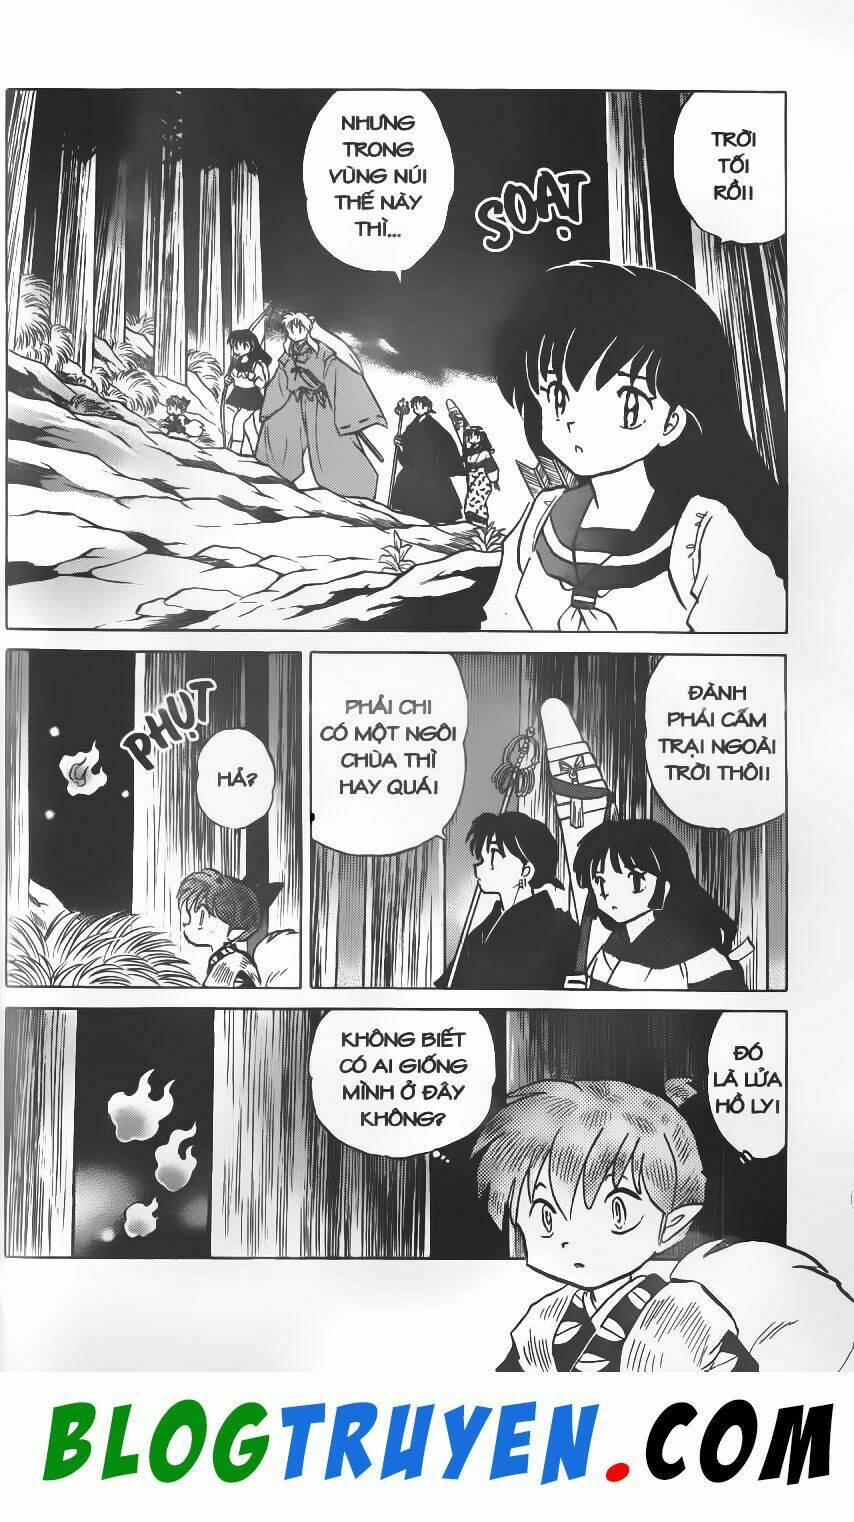 TRỜI
TỐI
RỒI!
NHƯNG
TRONG
VÙNG NÚI
THẾ NÀY
THÌ...
SOẠT
ĐÀNH
PHẢI CẮM
TRẠI NGOÀI
TRỜI THÔI!
PHẢI CHI
CÓ MỘT NGÔI
CHÙA THÌ
HAY QUÁ!
PHỤT
HẢ?
ĐÓ
LÀ LỬA
HỒ LY!
KHÔNG BIẾT
CÓ AI GIỐNG
MÌNH Ở ĐÂY
KHÔNG?
BLOGTRUYEN.COM